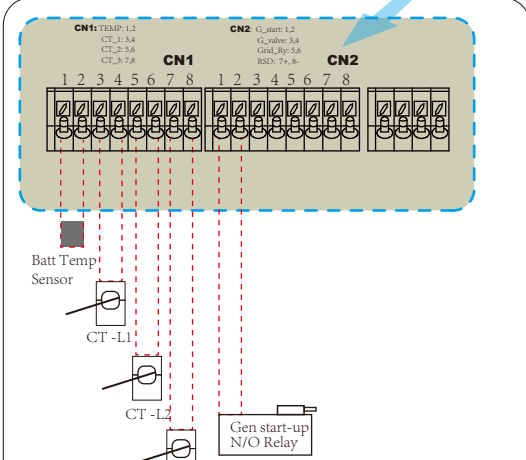 CN1: TEMP: 1,2
CT_1: 3,4
CT_2: 5,6
CT_3: 7,8
CN2: G_start: 1,2
G_valve: 3,4
Grid_Ry: 5,6
RSD: 7+, 8-
CN1
CN2
1 2 3 4 5 6 7 8
1 2 3 4 5 6 7 8
Batt Temp
Sensor
CT -L1
CT -L2
Gen start-up
N/O Relay